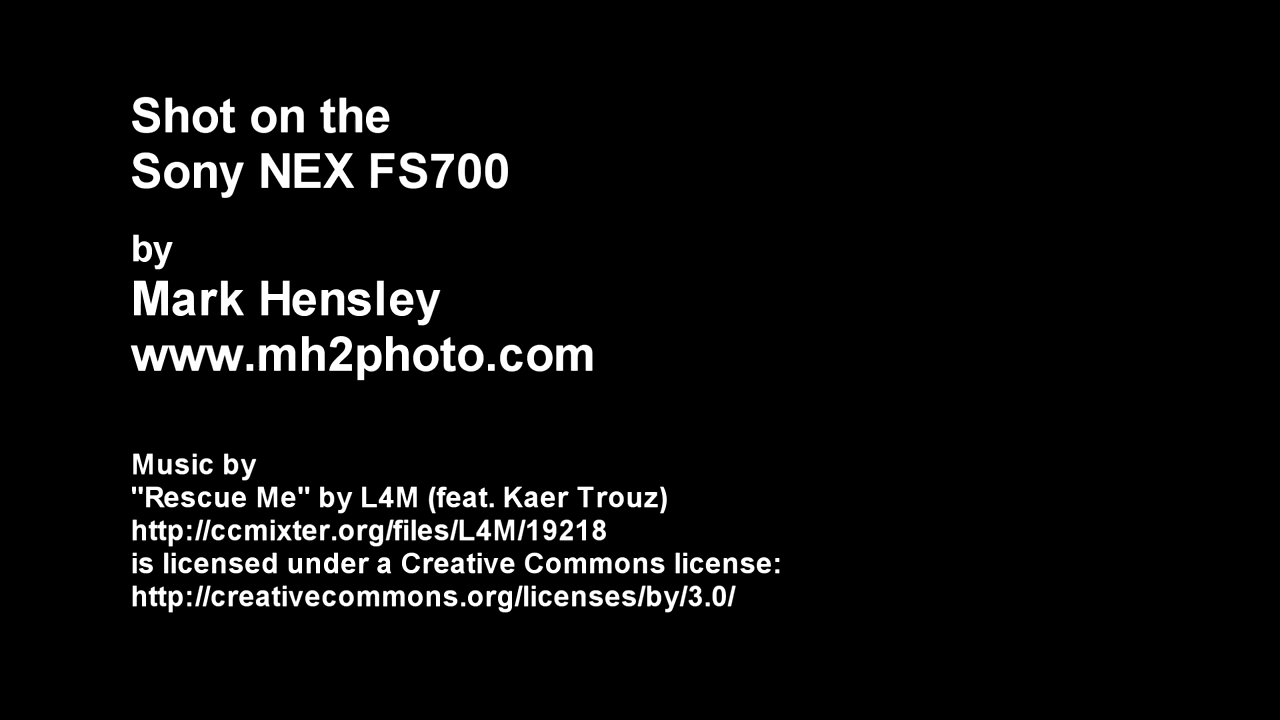 Shot on the
Sony NEX FS700
by
Mark Hensley
www.mh2photo.com
Music by
"Rescue Me" by L4M (feat. Kaer Trouz)
http://ccmixter.org/files/L4M/19218
is licensed under a Creative Commons license:
http://creativecommons.org/licenses/by/3.0/